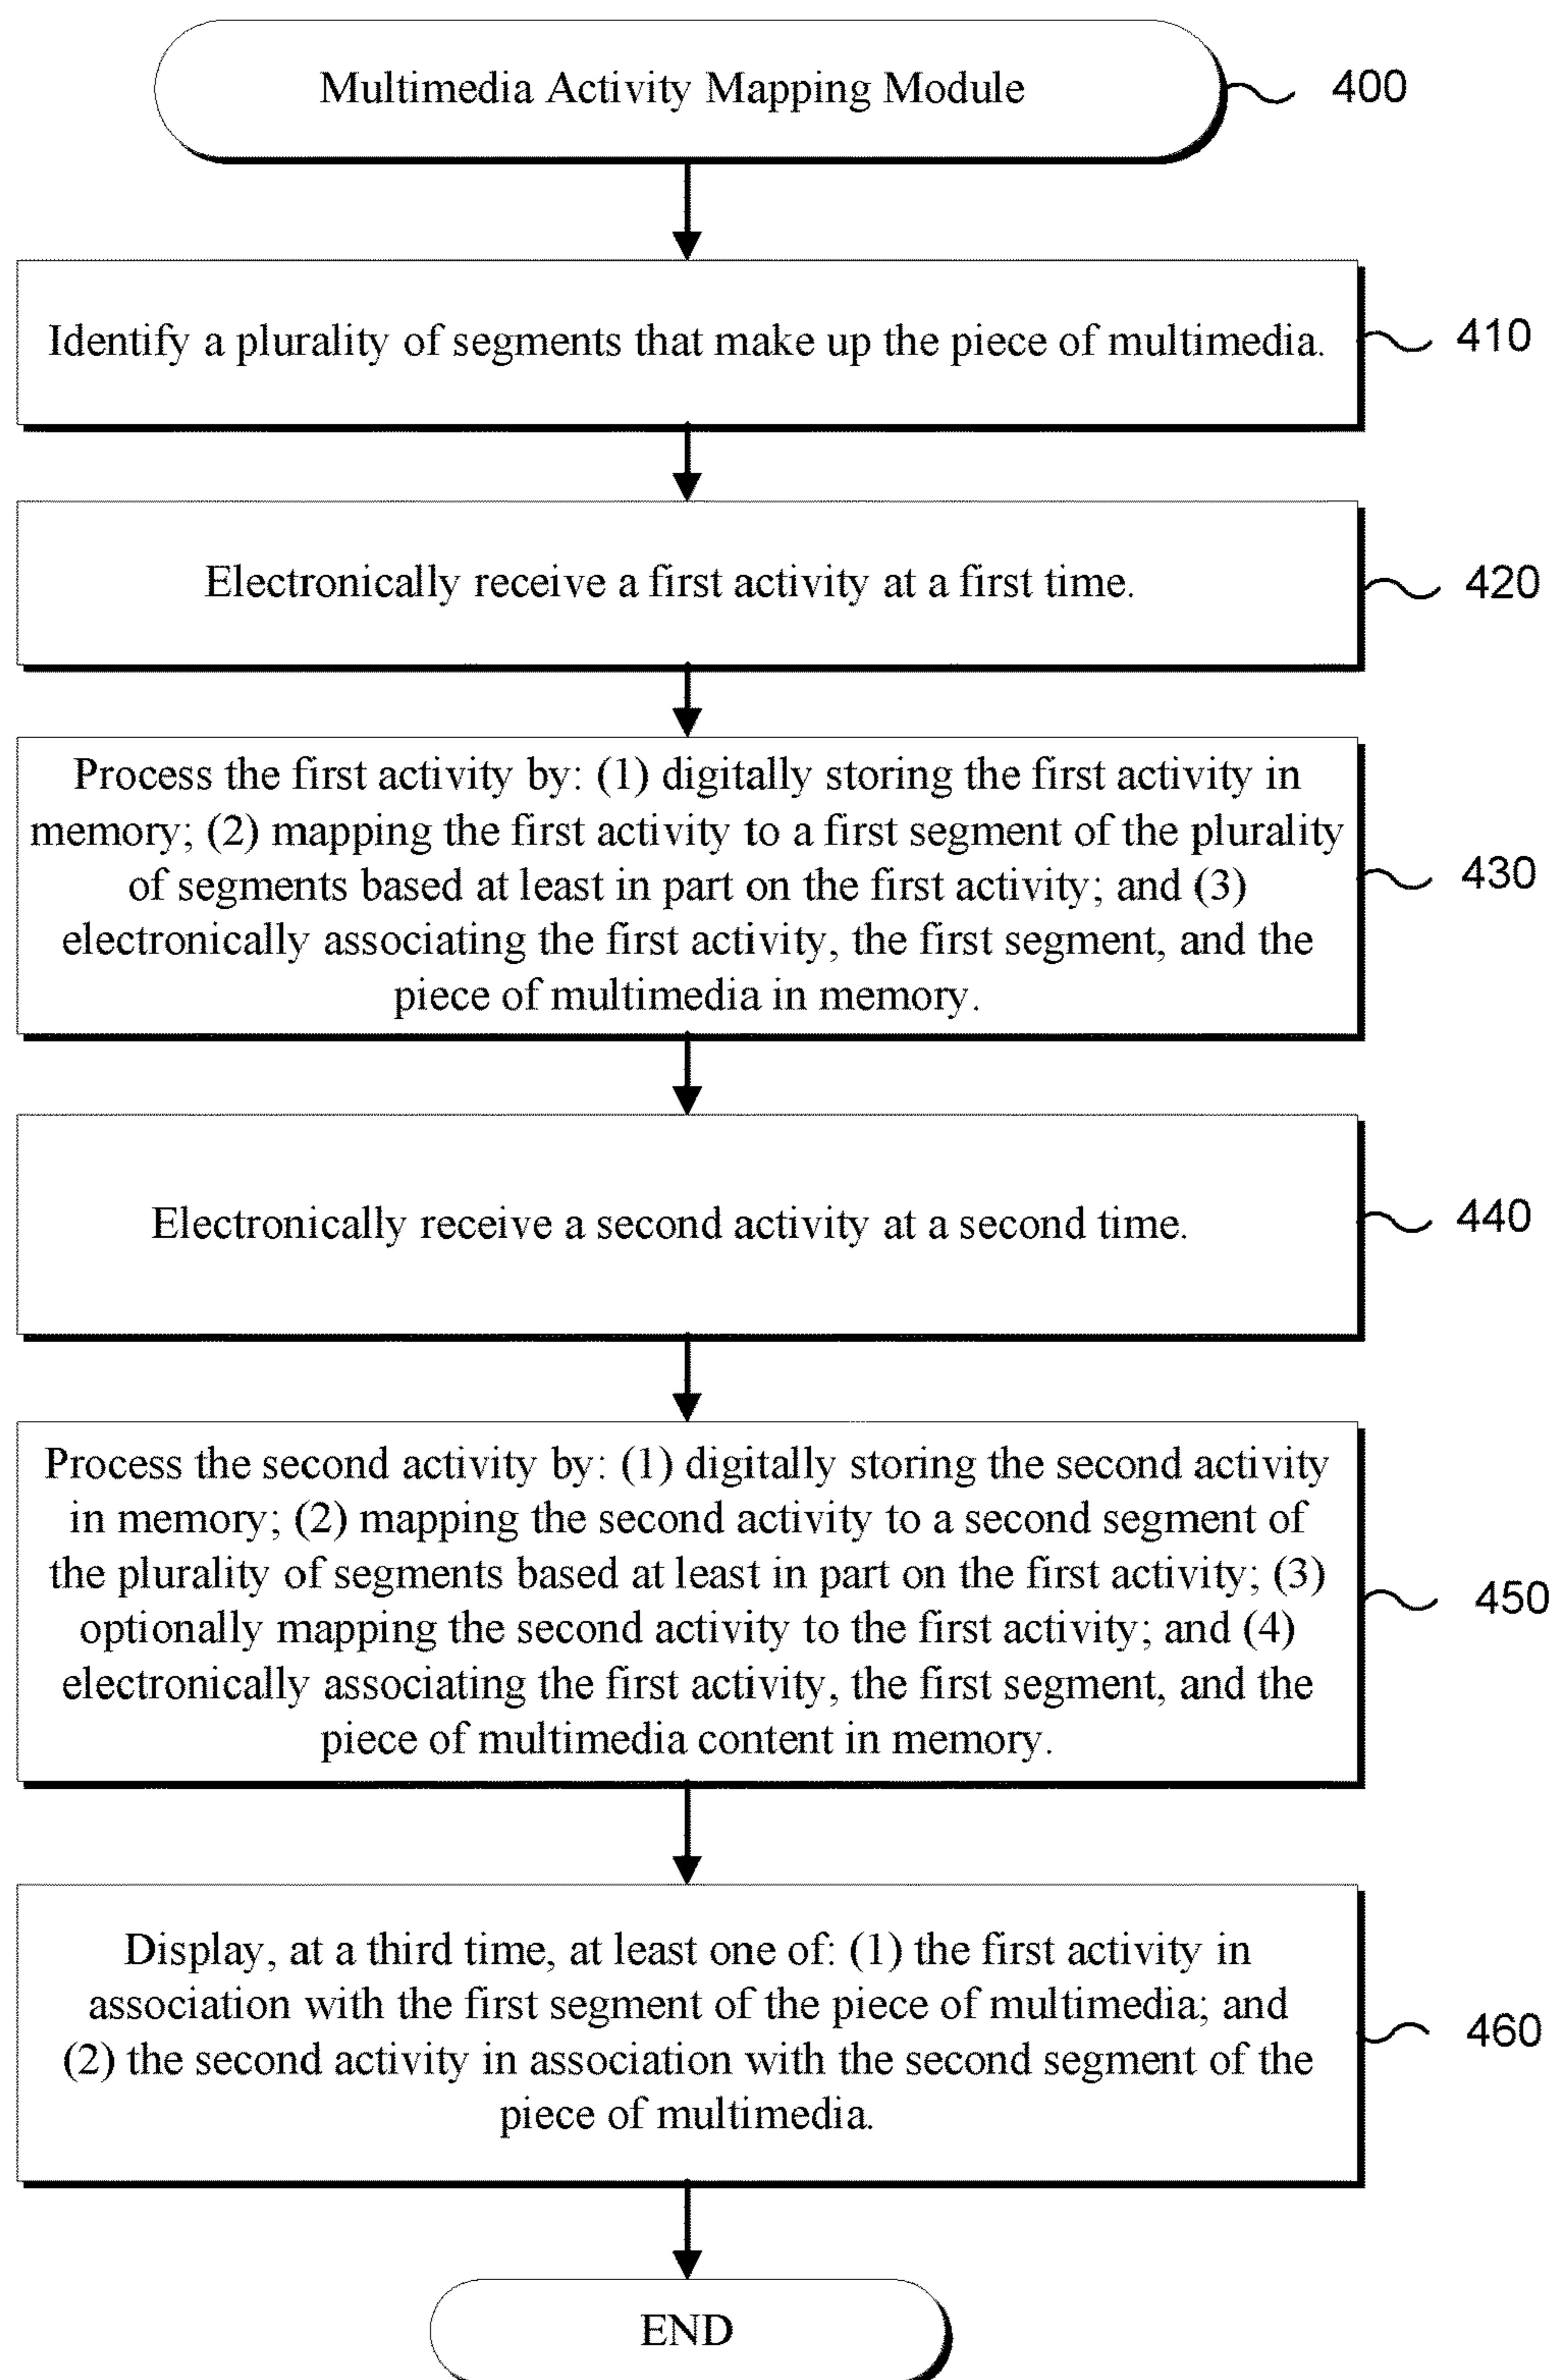 Multimedia Activity Mapping Module
400
Identify a plurality of segments that make up the piece of multimedia.
410
Electronically receive a first activity at a first time.
420
Process the first activity by: (1) digitally storing the first activity in
memory; (2) mapping the first activity to a first segment of the plurality
of segments based at least in part on the first activity; and (3)
electronically associating the first activity, the first segment, and the
piece of multimedia in memory.
430
Electronically receive a second activity at a second time.
440
Process the second activity by: (1) digitally storing the second activity
in memory; (2) mapping the second activity to a second segment of
the plurality of segments based at least in part on the first activity; (3)
optionally mapping the second activity to the first activity; and (4)
electronically associating the first activity, the first segment, and the
piece of multimedia content in memory.
450
Display, at a third time, at least one of: (1) the first activity in
association with the first segment of the piece of multimedia; and
(2) the second activity in association with the second segment of the
piece of multimedia.
460
END